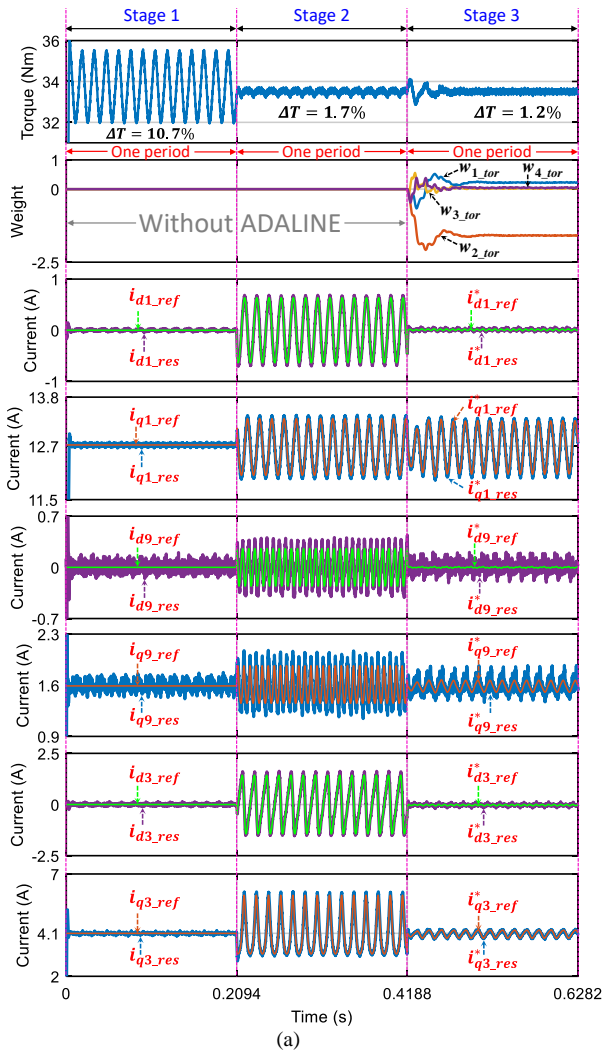 Stage 1 Stage 2 Stage 3
Torque (Nm)
36
34
32
ΔT = 10.7% ΔT = 1.7% ΔT = 1.2%
One period One period One period
Weight
0
-2.5
Without ADALINE
w1_tor w4_tor
w3_tor
w2_tor
Current (A)
1
0
-1
id1_ref i*d1_ref
id1_res i*d1_res
Current (A)
13.8
12.7
11.5
iq1_ref i*q1_ref
iq1_res i*q1_res
Current (A)
0.7
0
-0.7
id9_ref i*d9_ref
id9_res i*d9_res
Current (A)
2.3
1.6
0.9
iq9_ref i*q9_ref
iq9_res i*q9_res
Current (A)
2.5
0
-2.5
id3_ref i*d3_ref
id3_res i*d3_res
Current (A)
7
4.1
2
iq3_ref i*q3_ref
iq3_res i*q3_res
0 0.2094 0.4188 0.6282
Time (s)
(a)